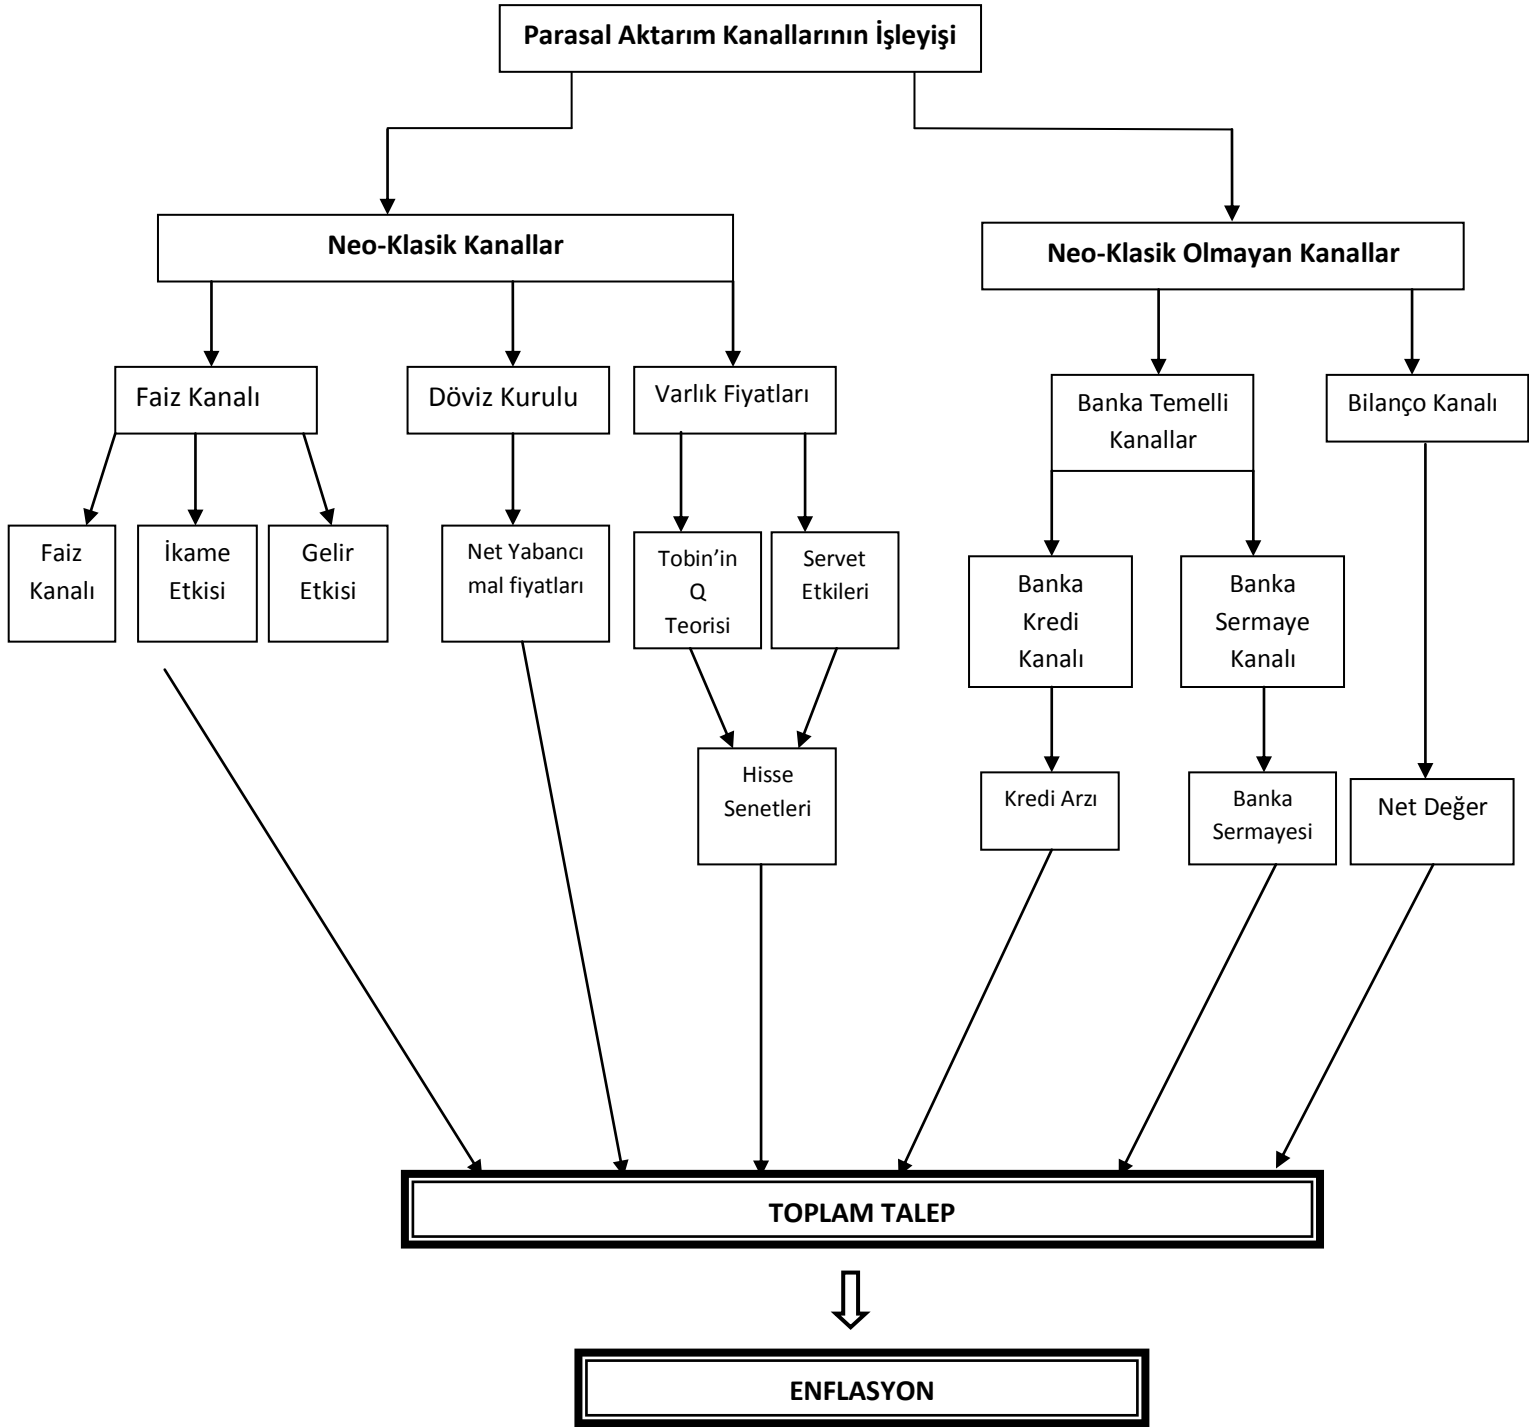 Parasal Aktarım Kanallarının İşleyişi
Neo-Klasik Kanallar
Neo-Klasik Olmayan Kanallar
Faiz Kanalı
Döviz Kurulu
Varlık Fiyatları
Banka Temelli
Kanallar
Bilanço Kanalı
Faiz
Kanalı
İkame
Etkisi
Gelir
Etkisi
Net Yabancı
mal fiyatları
Tobin’in
Q
Teorisi
Servet
Etkileri
Banka
Kredi
Kanalı
Banka
Sermaye
Kanalı
Hisse
Senetleri
Kredi Arzı
Banka
Sermayesi
Net Değer
TOPLAM TALEP
ENFLASYON